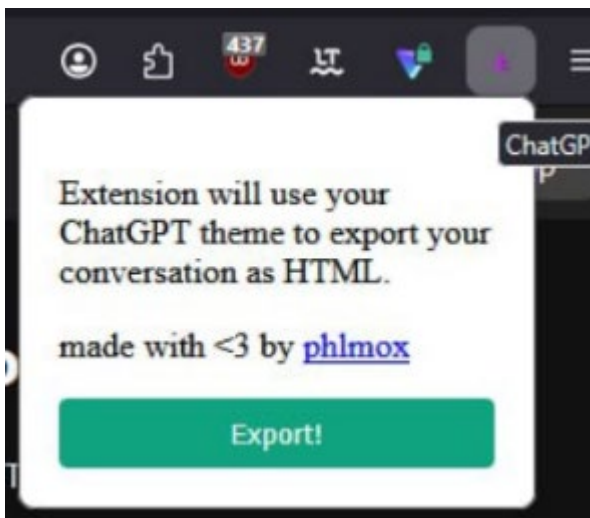 437
LT
ChatGP
Extension will use your
ChatGPT theme to export your
conversation as HTML.
made with <3 by phlmox
Export!